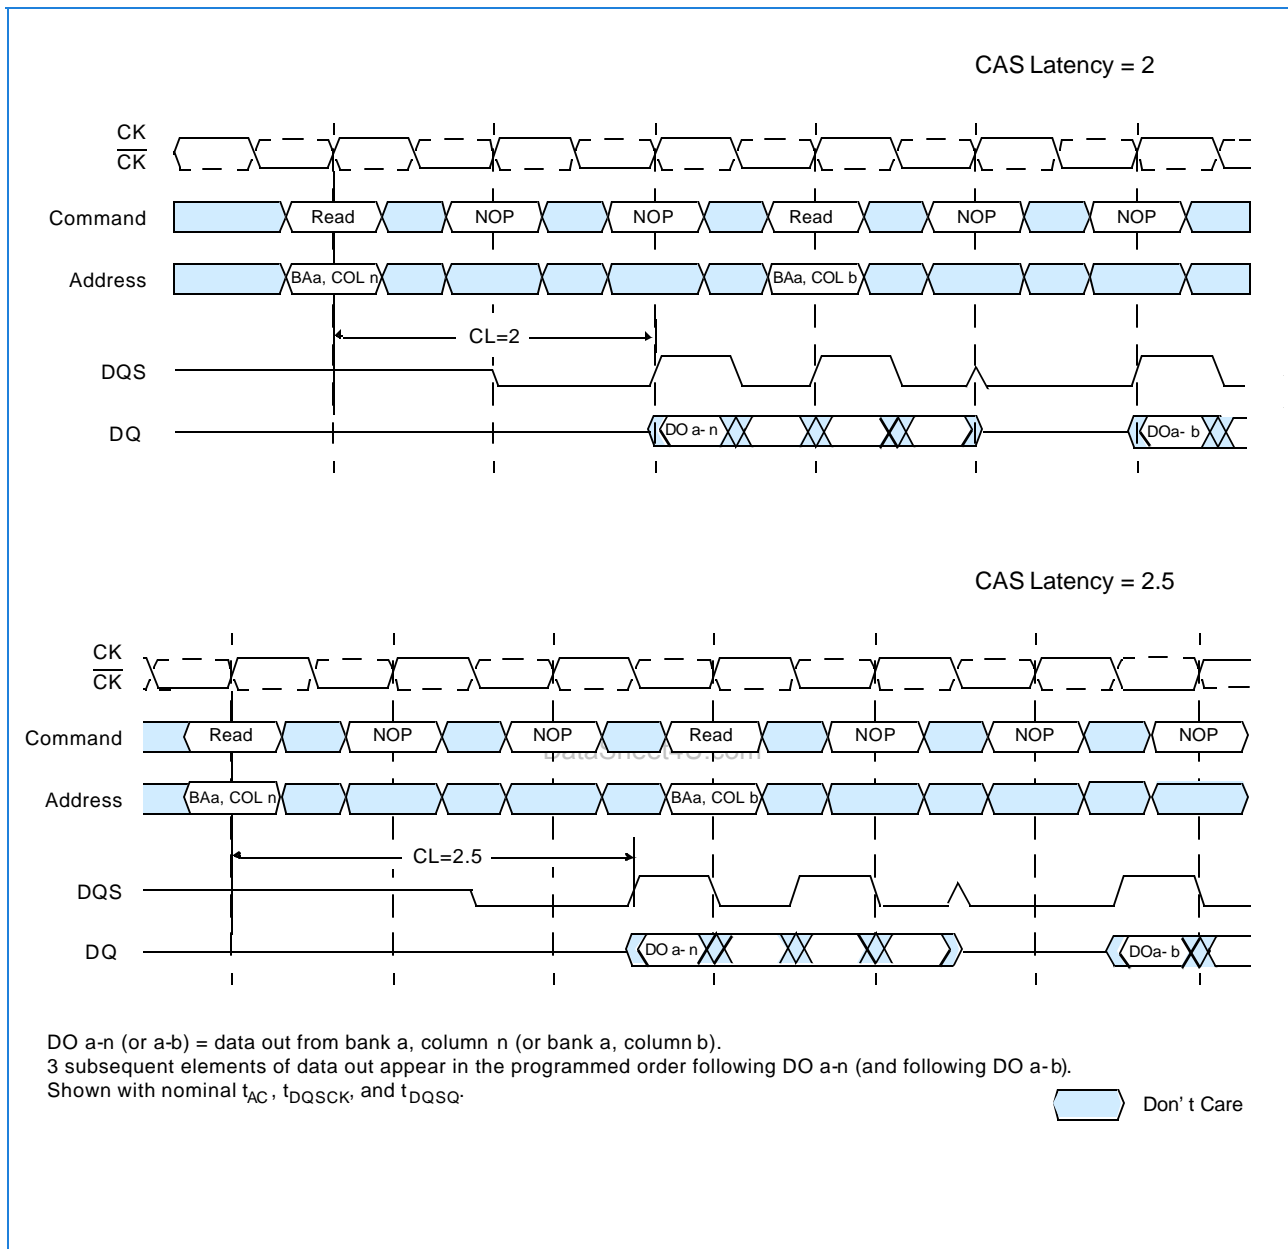 CAS Latency = 2
CK
CK
Command
Read
NOP
NOP
Read
NOP
NOP
Address
BAa, COL n
BAa, COL b
CL=2
DQS
DQ
DO a- n
DOa- b
CAS Latency = 2.5
CK
CK
Command
Read
NOP
NOP
Read
NOP
NOP
NOP
DataSheet4U.com
Address
BAa, COL n
BAa, COL b
CL=2.5
DQS
DQ
DO a- n
DOa- b
DO a-n (or a-b) = data out from bank a, column n (or bank a, column b).
3 subsequent elements of data out appear in the programmed order following DO a-n (and following DO a-b).
Shown with nominal tAC, tDQSCK, and tDQSQ.
Don' t Care